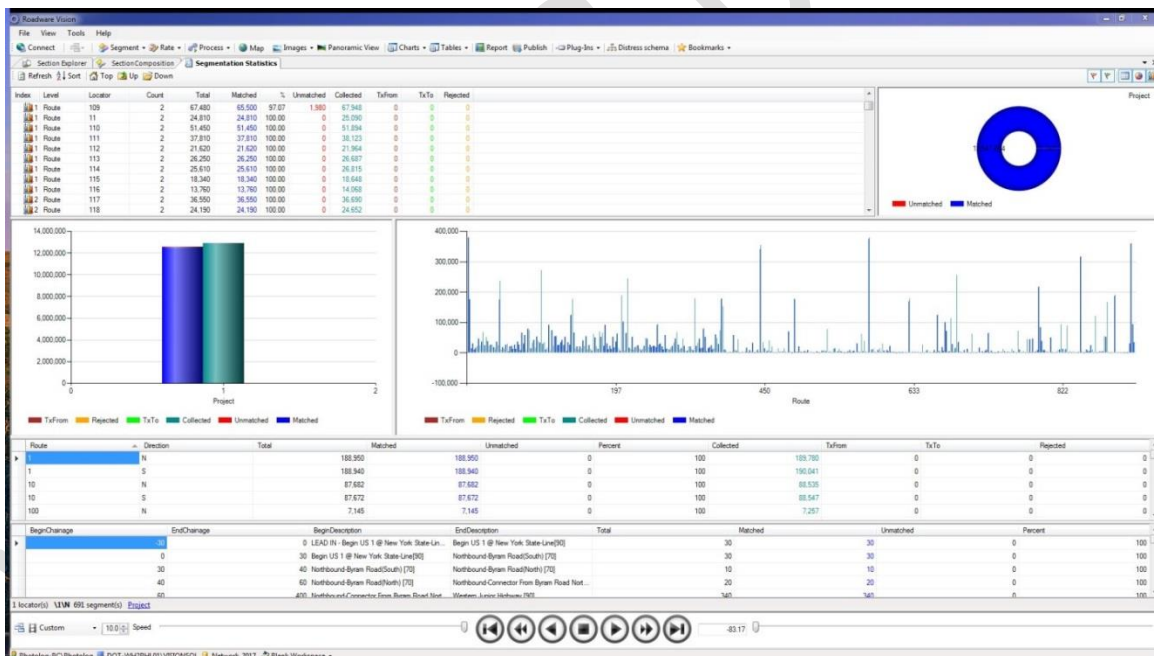 Roadware Vision
File View Tools Help
Connect Segment Rate Process Map Images Panoramic View Charts Tables Report Publish Plug-Ins Distress schema Bookmarks
Section Explorer Section Composition Segmentation Statistics
Refresh Sort Top Up Down
Index Level Locator Count Total Matched % Unmatched Collected TxFrom TxTo Rejected
1 Route 109 2 67,480 65,500 97.07 1,980 67,948 0 0 0
1 Route 11 2 24,810 24,810 100.00 0 25,090 0 0 0
1 Route 110 2 51,450 51,450 100.00 0 51,894 0 0 0
1 Route 111 2 37,810 37,810 100.00 0 38,123 0 0 0
1 Route 112 2 21,620 21,620 100.00 0 21,964 0 0 0
1 Route 113 2 26,250 26,250 100.00 0 26,687 0 0 0
1 Route 114 2 25,610 25,610 100.00 0 26,815 0 0 0
1 Route 115 2 18,340 18,340 100.00 0 18,648 0 0 0
1 Route 116 2 13,760 13,760 100.00 0 14,068 0 0 0
2 Route 117 2 36,550 36,550 100.00 0 36,690 0 0 0
2 Route 118 2 24,190 24,190 100.00 0 24,652 0 0 0
Project
Unmatched Matched
14,000,000
12,000,000
10,000,000
8,000,000
6,000,000
4,000,000
2,000,000
0
0 1 2
Project
TxFrom Rejected TxTo Collected Unmatched Matched
400,000
300,000
200,000
100,000
0
-100,000
197 450 633 822
Route
TxFrom Rejected TxTo Collected Unmatched Matched
Route Direction Total Matched Unmatched Percent Collected TxFrom TxTo Rejected
1 N 188,950 188,950 0 100 189,780 0 0 0
1 S 188,940 188,940 0 100 190,041 0 0 0
10 N 87,682 87,682 0 100 88,535 0 0 0
10 S 87,672 87,672 0 100 88,547 0 0 0
100 N 7,145 7,145 0 100 7,257 0 0 0
BeginChainage EndChainage BeginDescription EndDescription Total Matched Unmatched Percent
-30 0 LEAD IN - Begin US 1 @ New York State-Lin... Begin US 1 @ New York State-Line[90] 30 30 0 100
0 30 Begin US 1 @ New York State-Line[90] Northbound-Byram Road(South) [70] 30 30 0 100
30 40 Northbound-Byram Road(South) [70] Northbound-Byram Road(North) [70] 10 10 0 100
40 60 Northbound-Byram Road(North) [70] Northbound-Connector From Byram Road Nort... 20 20 0 100
60 400 Northbound-Connector From Byram Road Nort... Western Junior Highway [90] 340 340 0 100
1 locator(s) \1\N 691 segment(s) Project
Custom 10.0 Speed -83.17